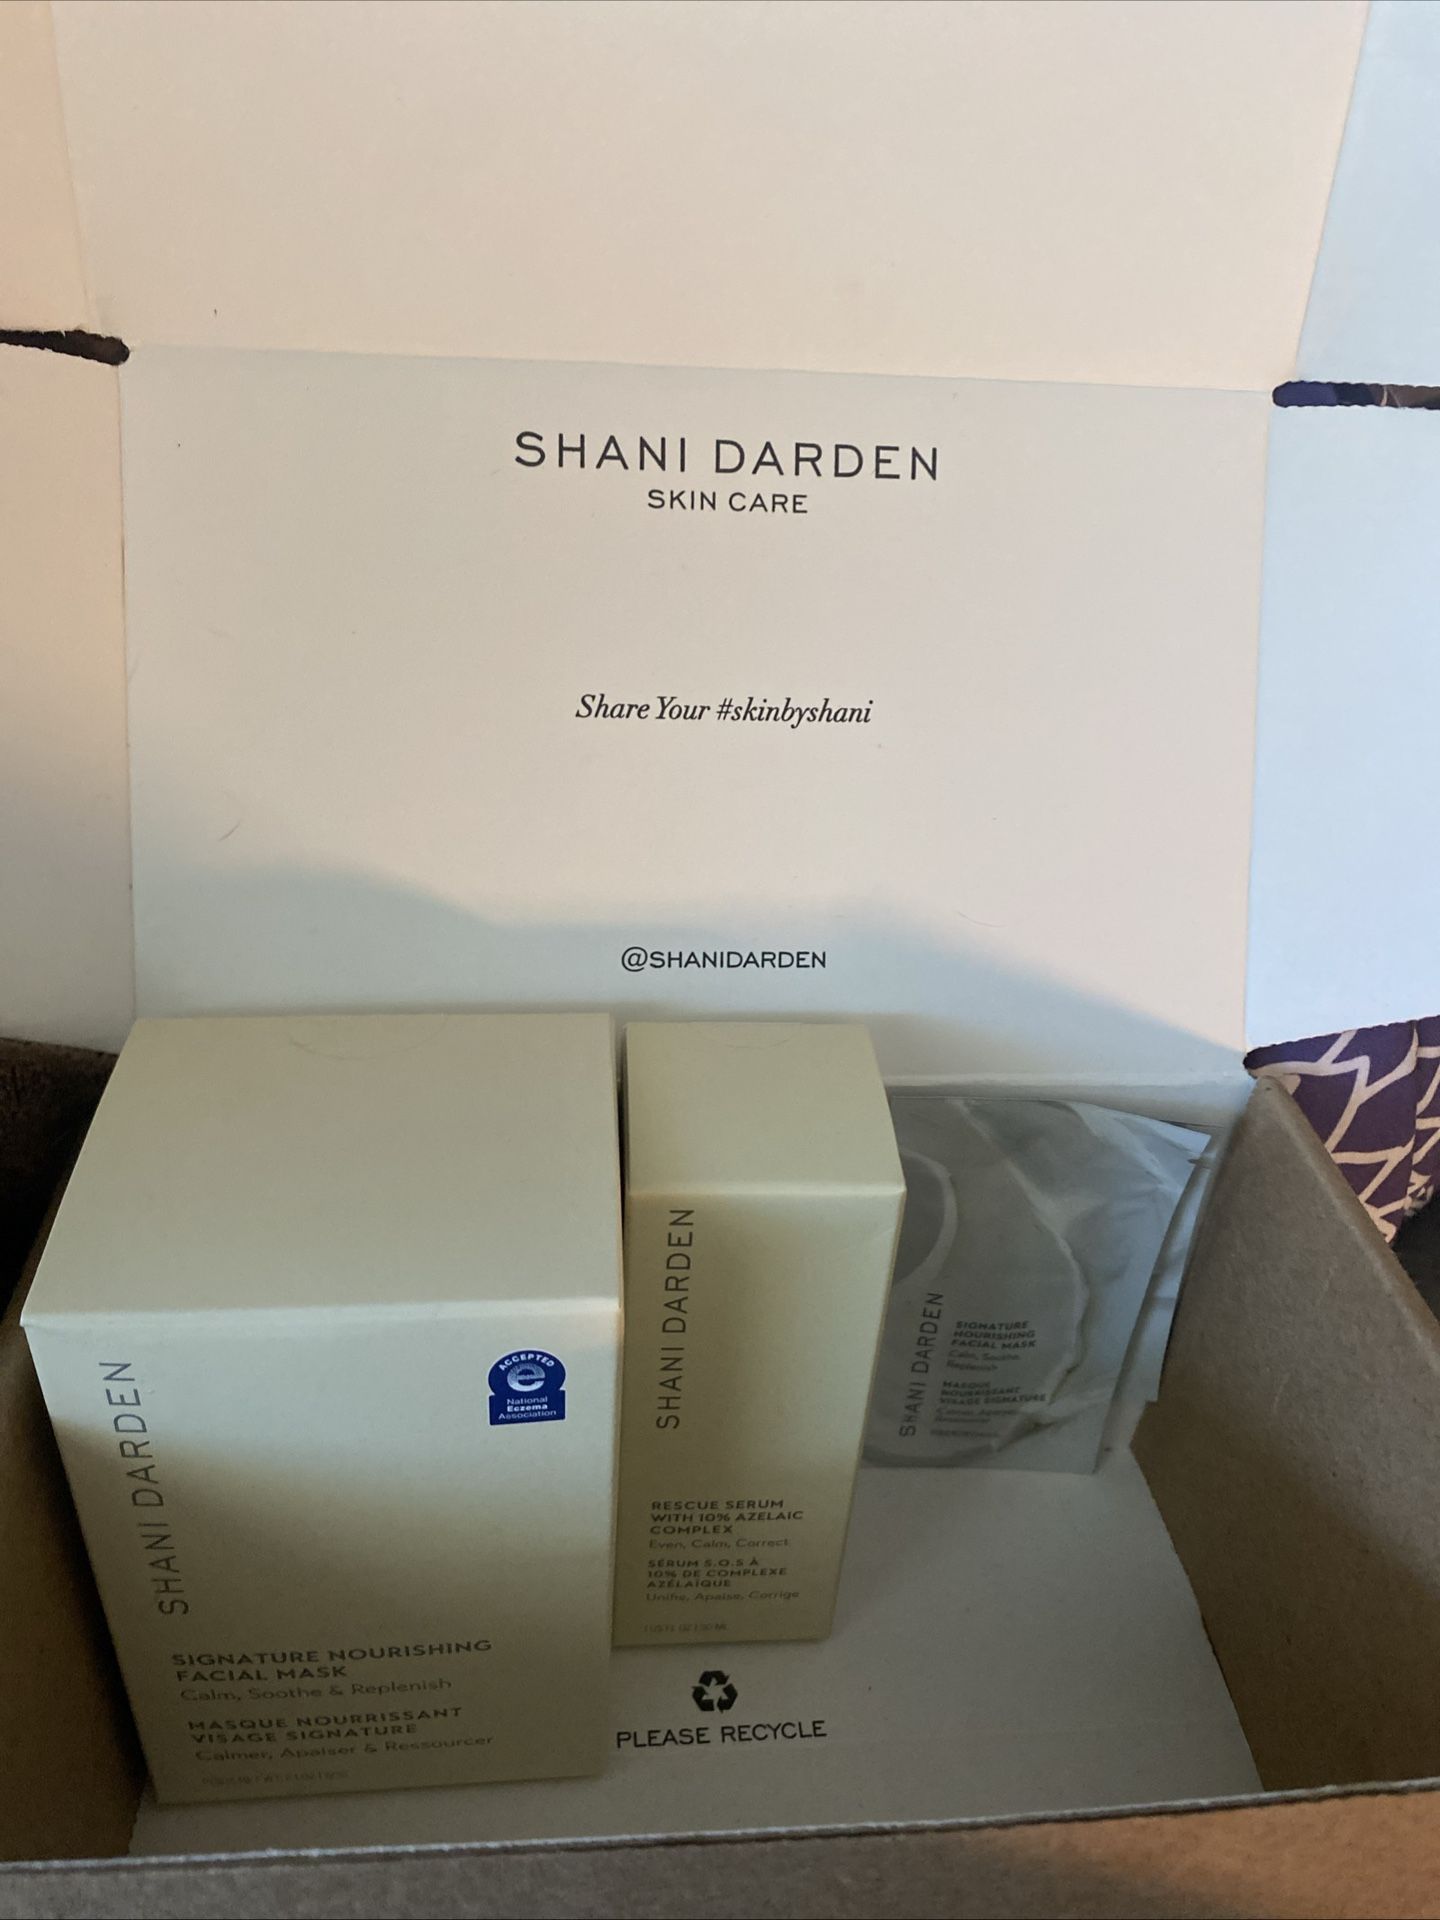 SHANI DARDEN
SKIN CARE
Share Your #skinbyshani
@SHANIDARDEN
SHANI DARDEN
ACCEPTED
National
Eczema
Association
SIGNATURE NOURISHING
FACIAL MASK
Calm, Soothe & Replenish
MASQUE NOURRISSANT
VISAGE SIGNATURE
Calmer, Apaiser & Ressourcer
SHANI DARDEN
RESCUE SERUM
WITH 10% AZELAIC
COMPLEX
Even, Calm, Correct
SÉRUM S.O.S À
10% DE COMPLEXE
AZÉLAÏQUE
Unifie, Apaise, Corrige
SHANI DARDEN
SIGNATURE
NOURISHING
FACIAL MASK
Calm, Soothe
Replenish
MASQUE
NOURRISSANT
VISAGE SIGNATURE
PLEASE RECYCLE